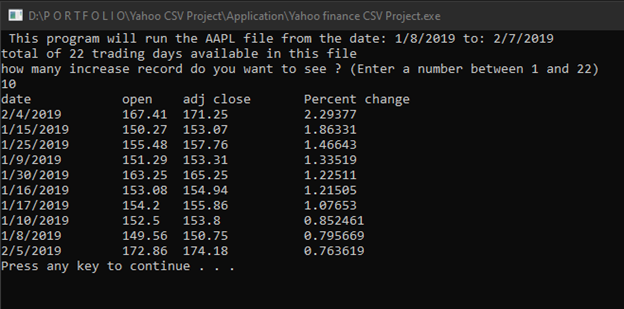 D:\P O R T F O L I O\Yahoo CSV Project\Application\Yahoo finance CSV Project.exe
This program will run the AAPL file from the date: 1/8/2019 to: 2/7/2019
total of 22 trading days available in this file
how many increase record do you want to see ? (Enter a number between 1 and 22)
10
date open adj close Percent change
2/4/2019 167.41 171.25 2.29377
1/15/2019 150.27 153.07 1.86331
1/25/2019 155.48 157.76 1.46643
1/9/2019 151.29 153.31 1.33519
1/30/2019 163.25 165.25 1.22511
1/16/2019 153.08 154.94 1.21505
1/17/2019 154.2 155.86 1.07653
1/10/2019 152.5 153.8 0.852461
1/8/2019 149.56 150.75 0.795669
2/5/2019 172.86 174.18 0.763619
Press any key to continue . . .